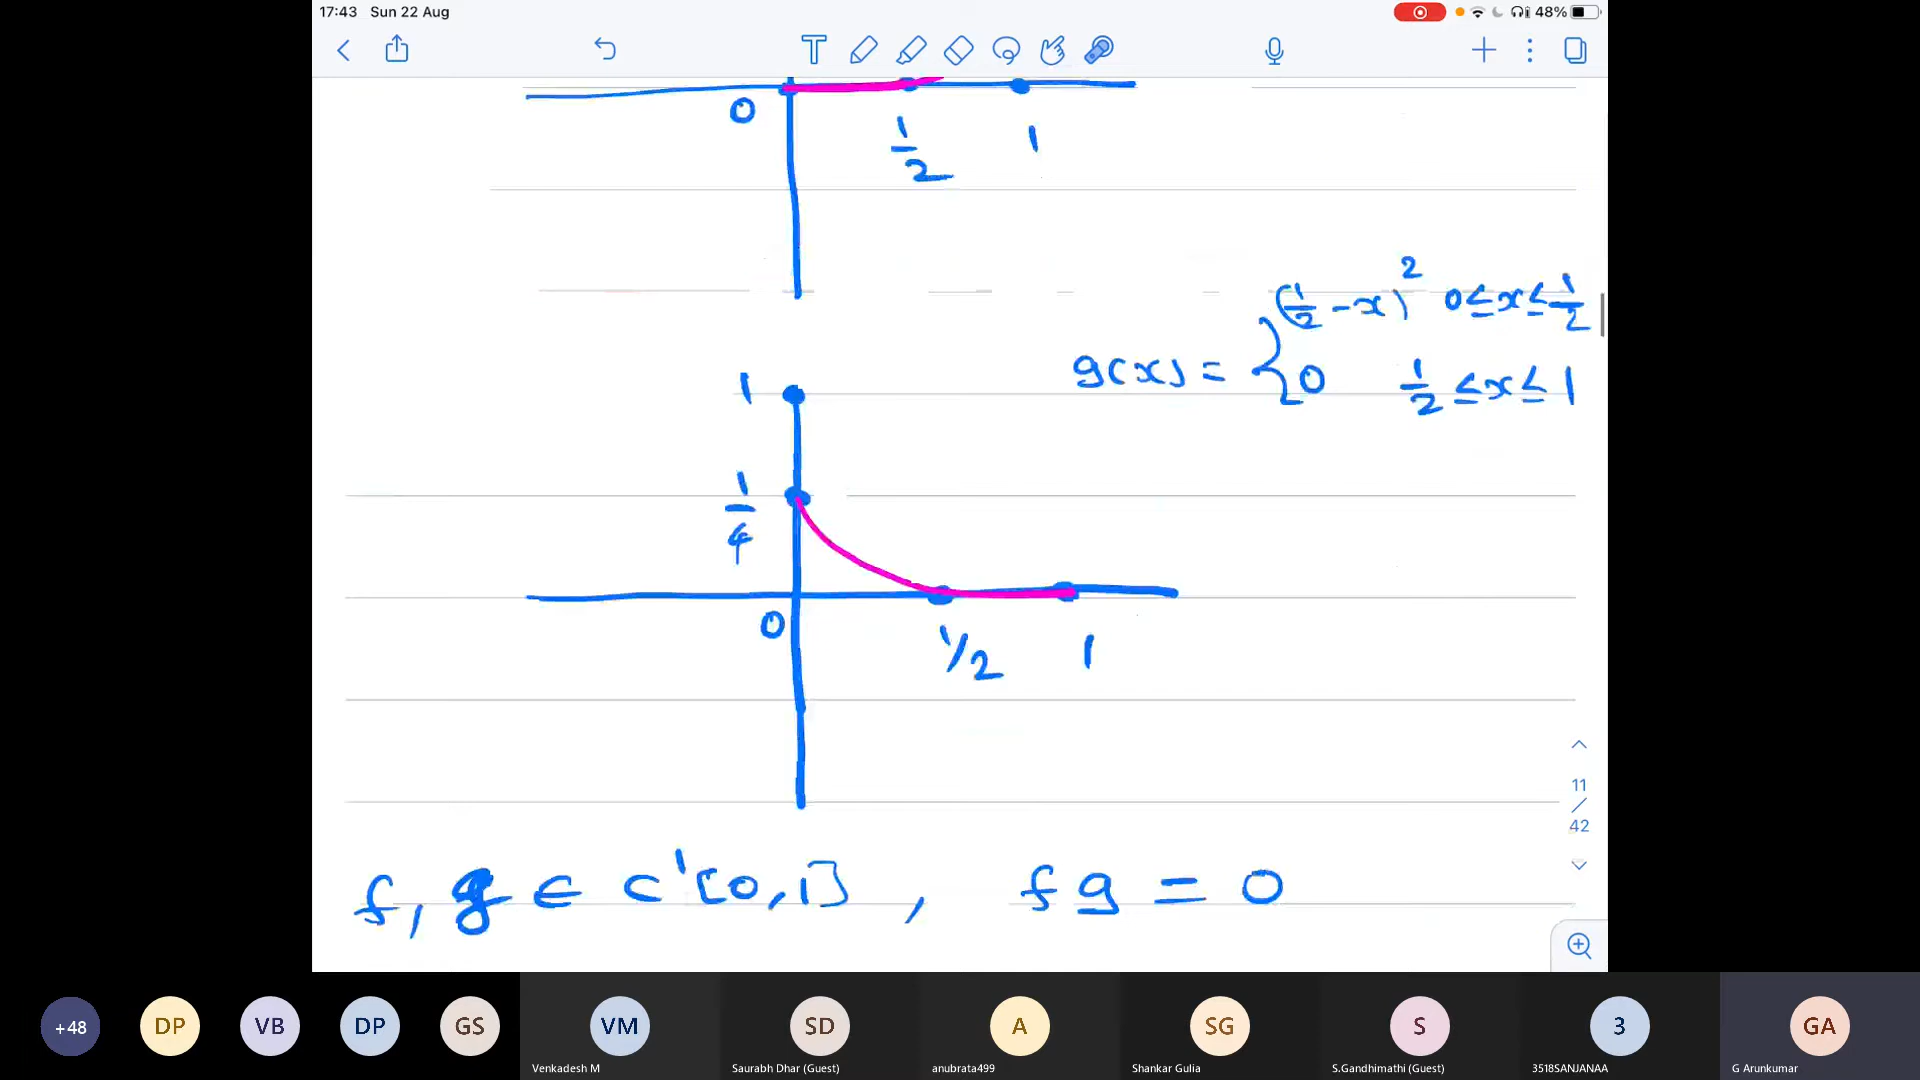 17:43 Sun 22 Aug 48%
0 1/2 1
g(x) = { (1/2 - x)² 0 ≤ x ≤ 1/2
0 1/2 ≤ x ≤ 1
1
1/4
0 1/2 1
11 / 42
f, g ∈ C'[0,1] , fg = 0
+48 DP VB DP GS VM SD A SG S 3 GA
Venkadesh M Saurabh Dhar (Guest) anubrata499 Shankar Gulia S.Gandhimathi (Guest) 3518SANJANAA G Arunkumar